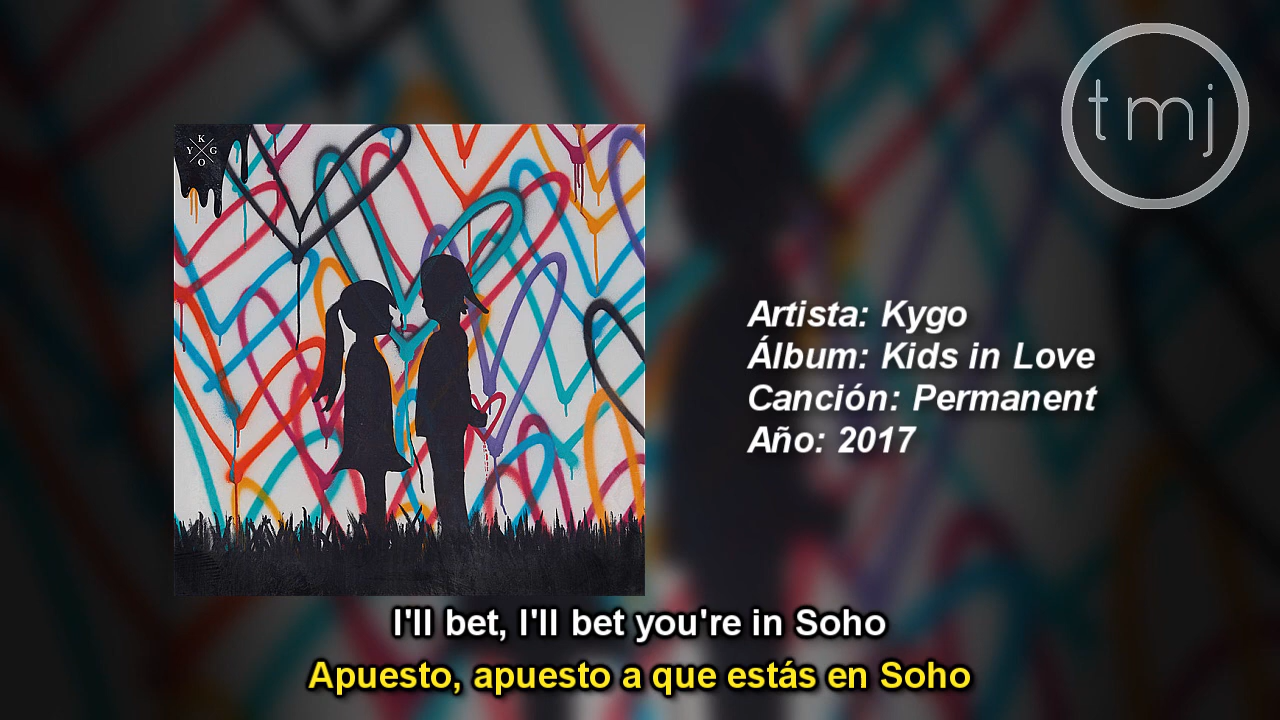 tmj
K
Y G
O
Artista: Kygo
Álbum: Kids in Love
Canción: Permanent
Año: 2017
I'll bet, I'll bet you're in Soho
Apuesto, apuesto a que estás en Soho